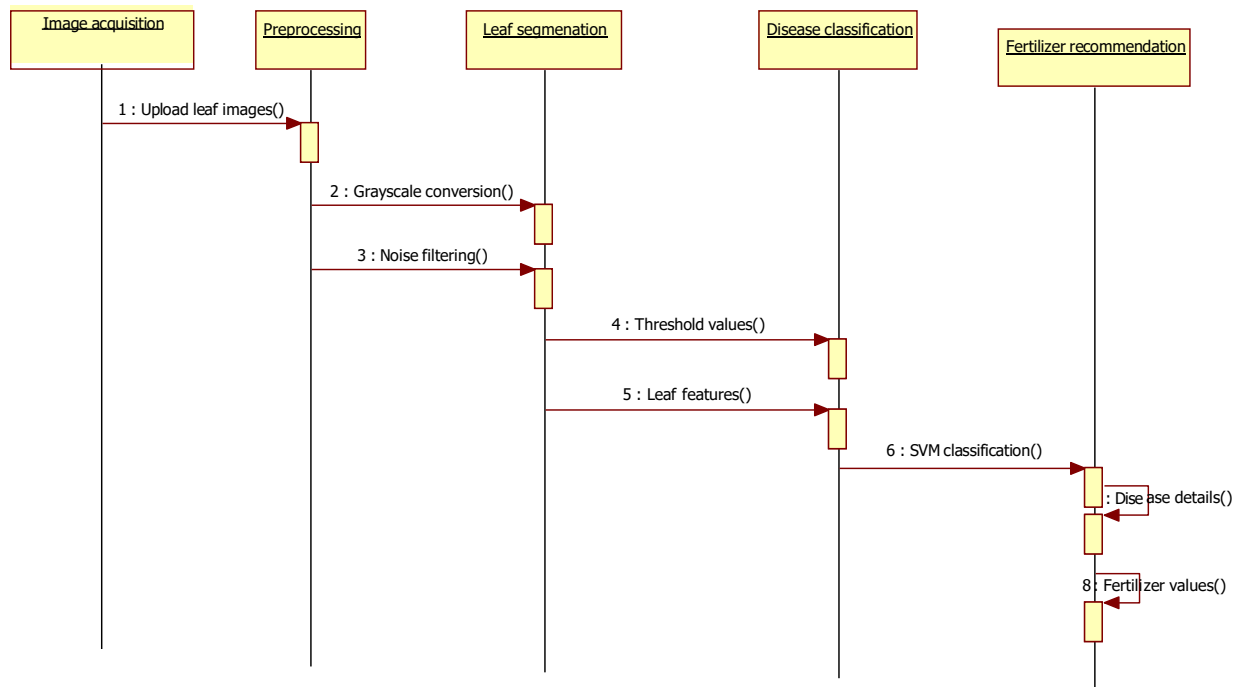 Image acquisition
Preprocessing
Leaf segmenation
Disease classification
Fertilizer recommendation
1 : Upload leaf images()
2 : Grayscale conversion()
3 : Noise filtering()
4 : Threshold values()
5 : Leaf features()
6 : SVM classification()
: Disease details()
8 : Fertilizer values()